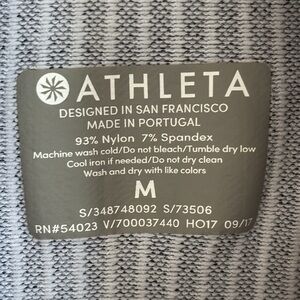 ATHLETA
DESIGNED IN SAN FRANCISCO
MADE IN PORTUGAL
93% Nylon 7% Spandex
Machine wash cold/Do not bleach/Tumble dry low
Cool iron if needed/Do not dry clean
Wash and dry with like colors
M
S/348748092 S/73506
RN#54023 V/700037440 HO17 09/17